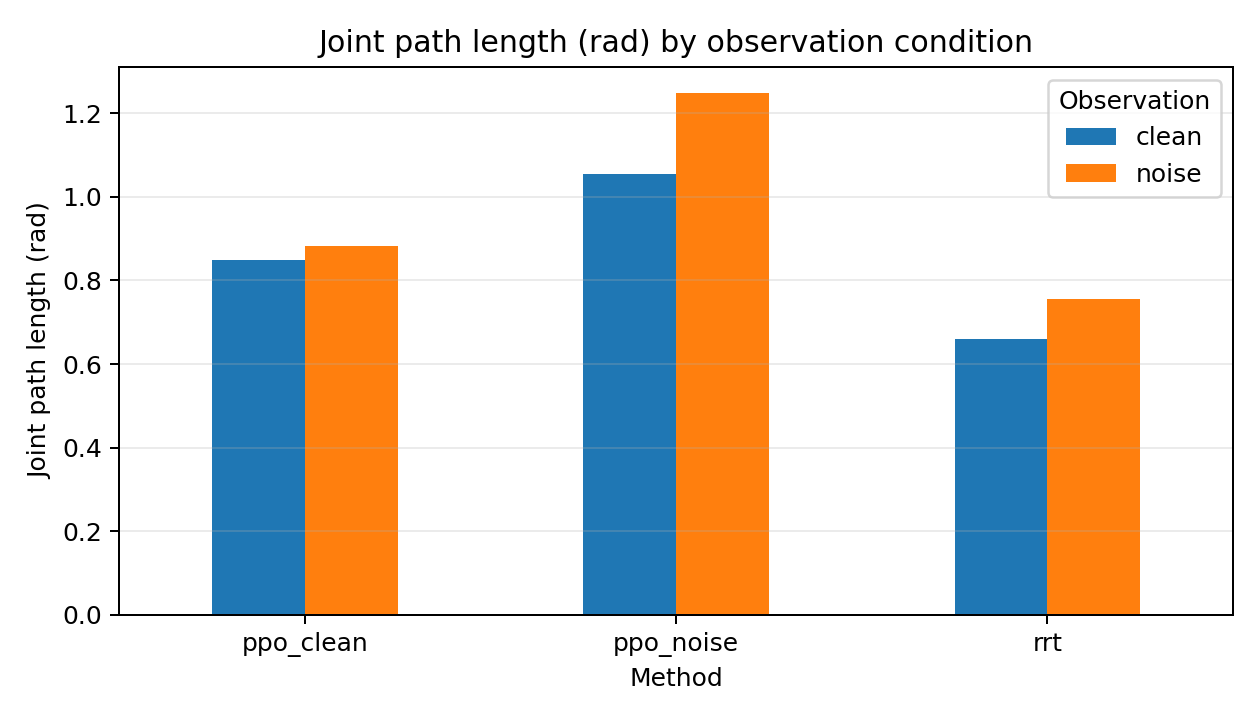 Joint path length (rad) by observation condition
Joint path length (rad)
1.2
1.0
0.8
0.6
0.4
0.2
0.0
Observation
clean
noise
ppo_clean
ppo_noise
rrt
Method